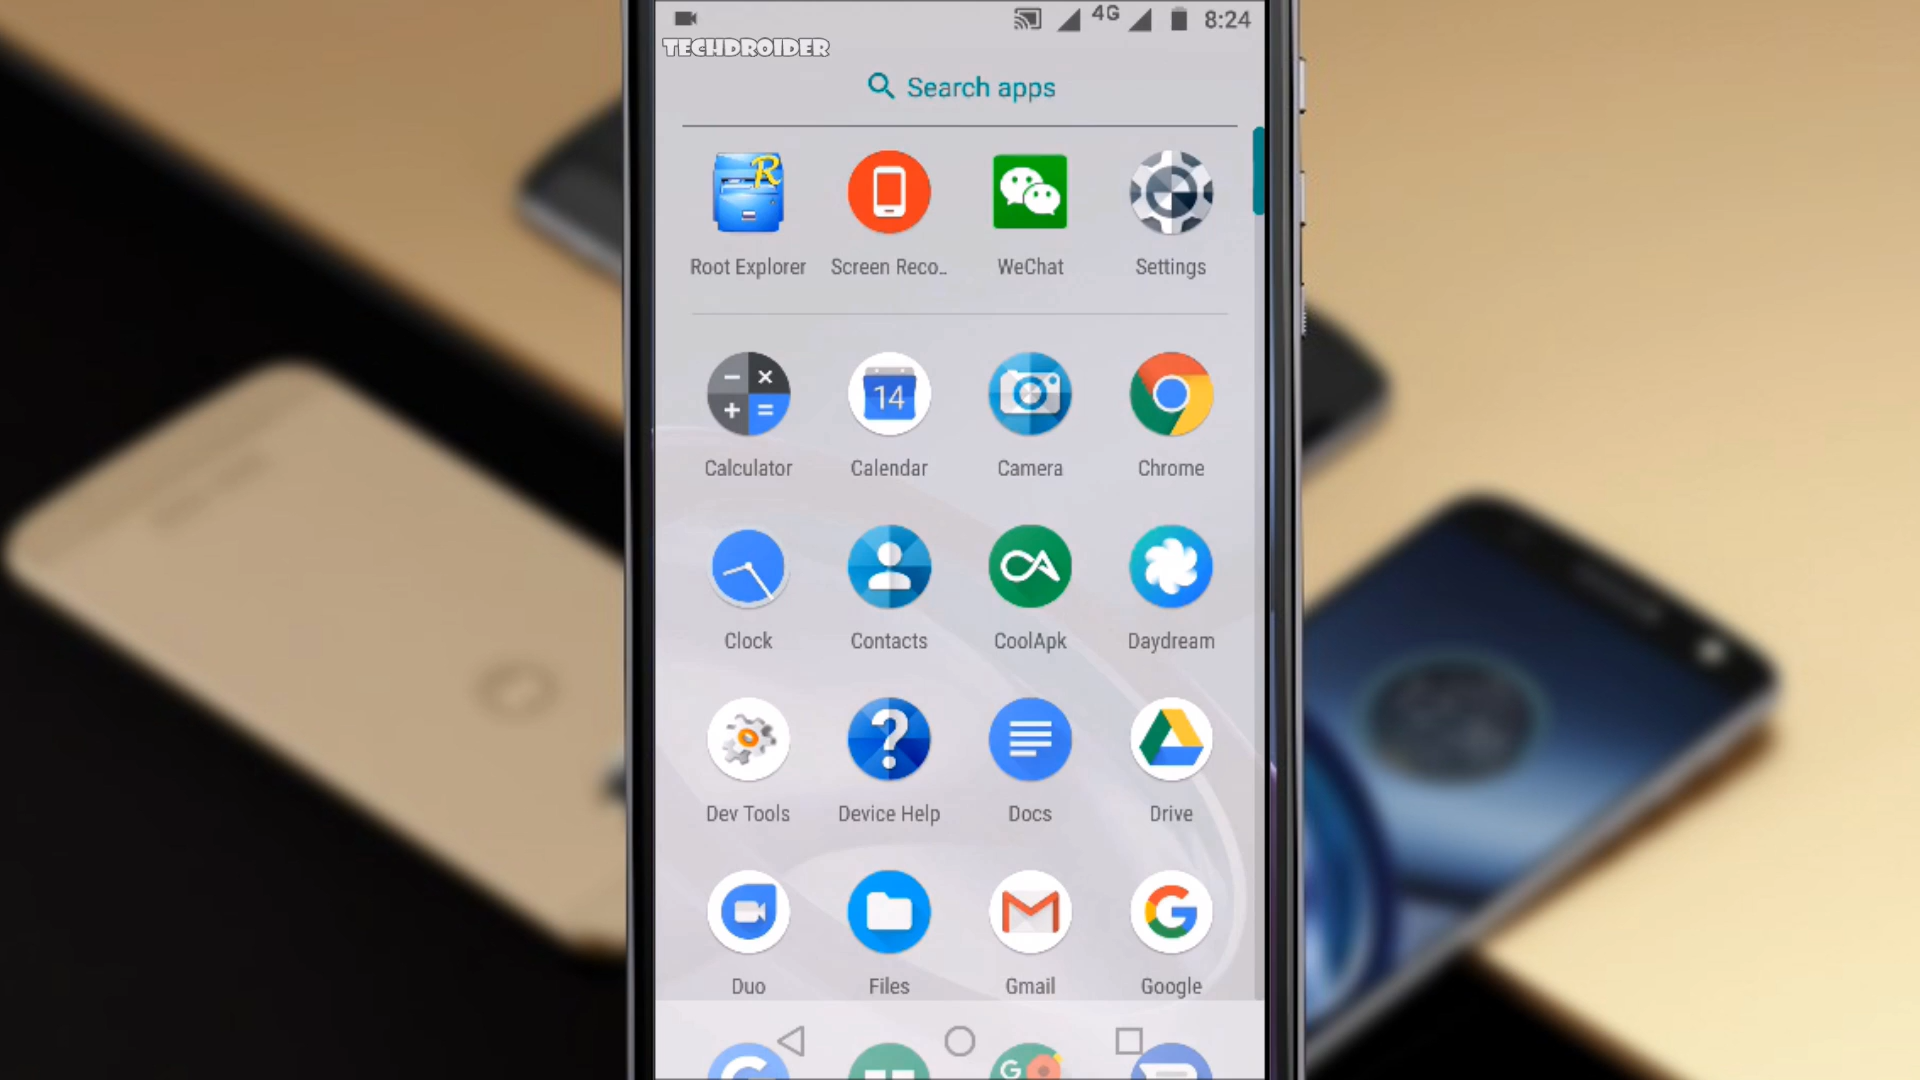 4G 8:24
TECHDROIDER
Search apps
Root Explorer Screen Reco.. WeChat Settings
Calculator Calendar Camera Chrome
Clock Contacts CoolApk Daydream
Dev Tools Device Help Docs Drive
Duo Files Gmail Google